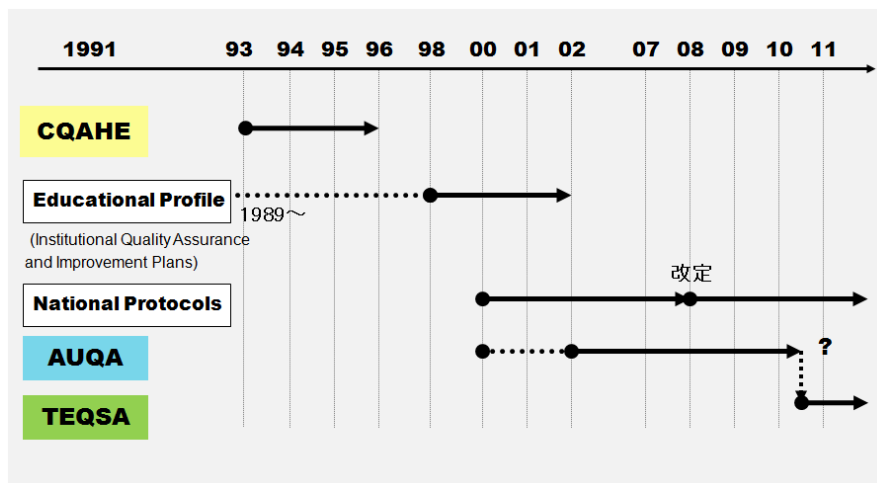 1991 93 94 95 96 98 00 01 02 07 08 09 10 11
CQAHE
Educational Profile
1989～
(Institutional Quality Assurance
and Improvement Plans)
改定
National Protocols
AUQA
?
TEQSA